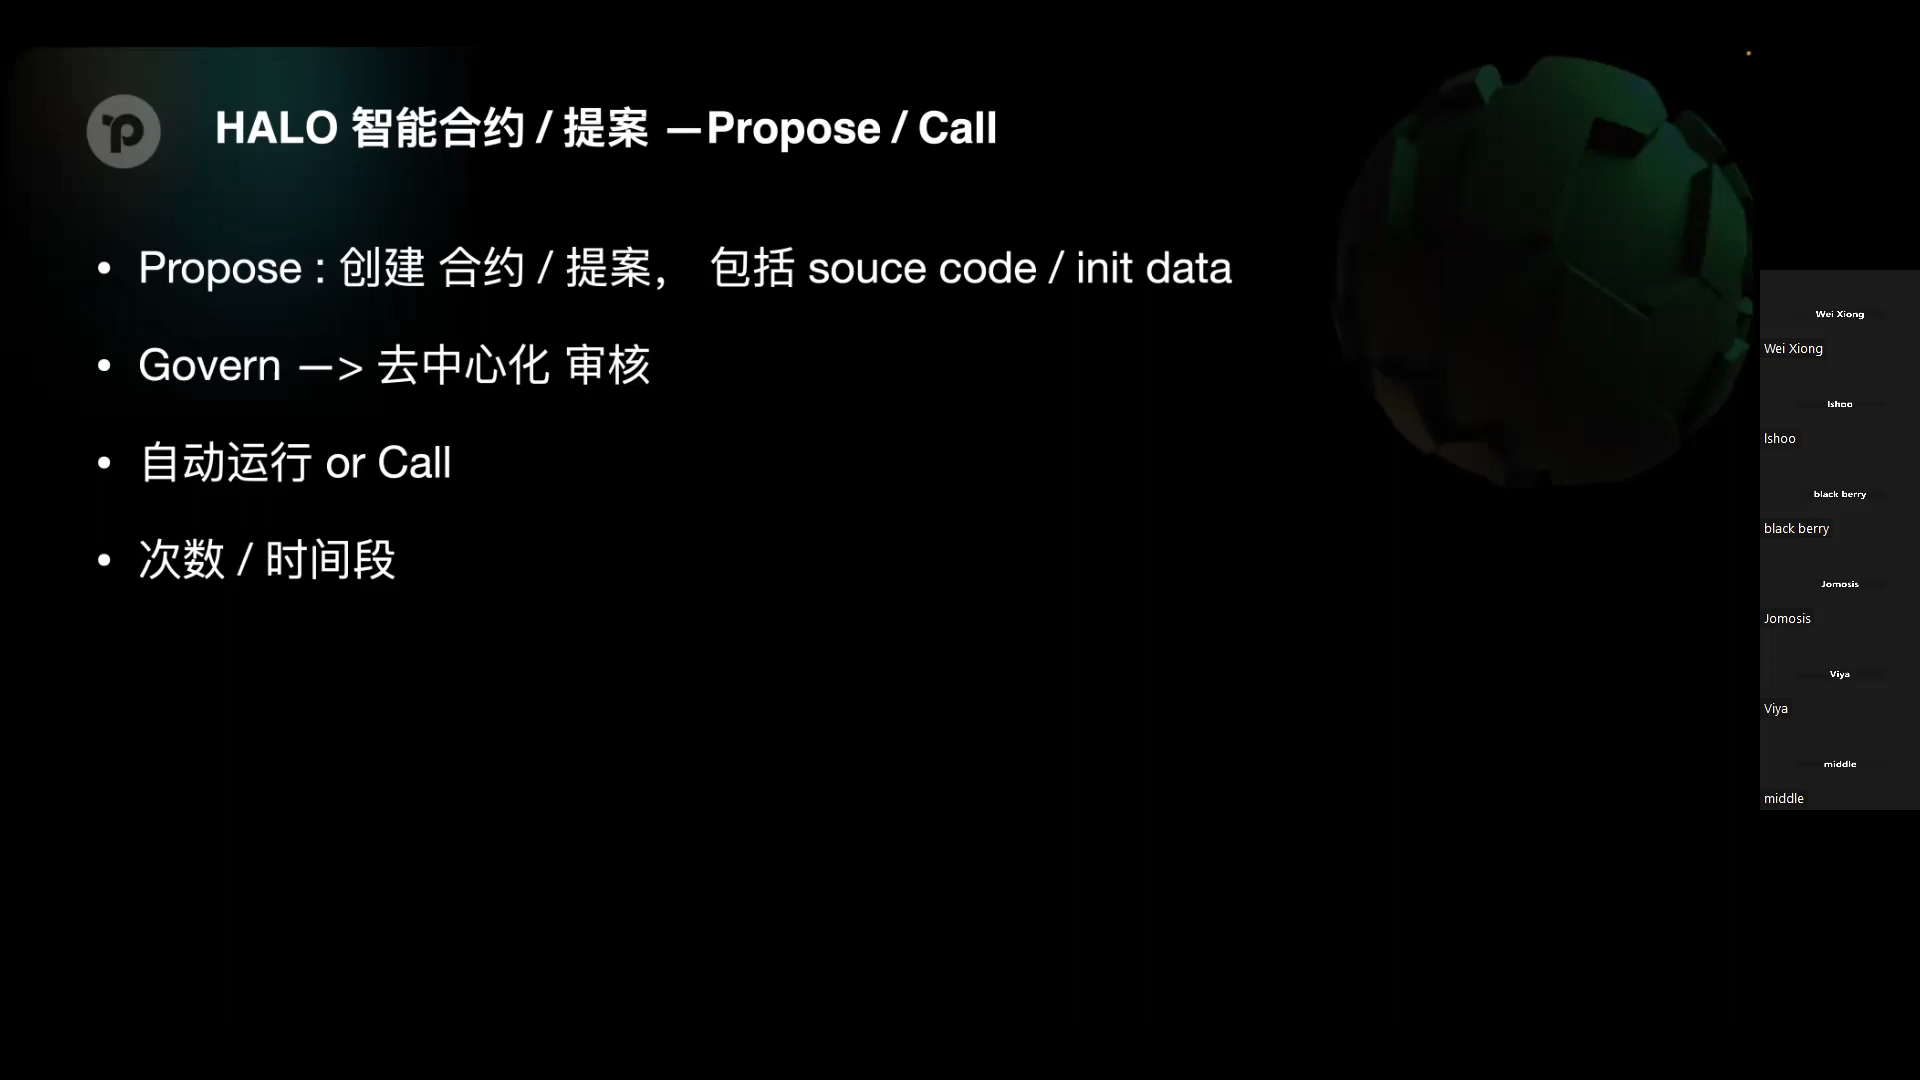 HALO 智能合约 / 提案 —Propose / Call
• Propose : 创建 合约 / 提案， 包括 souce code / init data
• Govern —> 去中心化 审核
• 自动运行 or Call
• 次数 / 时间段
Wei Xiong
Wei Xiong
lshoo
lshoo
black berry
black berry
Jomosis
Jomosis
Viya
Viya
middle
middle